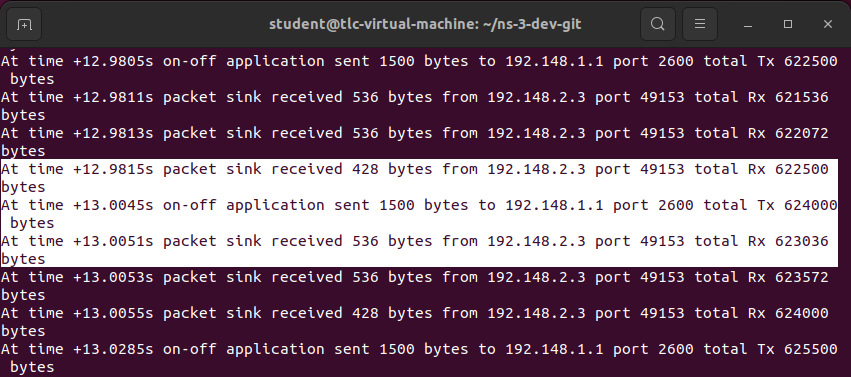 student@tlc-virtual-machine: ~/ns-3-dev-git
At time +12.9805s on-off application sent 1500 bytes to 192.168.1.1 port 2600 total Tx 622500
bytes
At time +12.9811s packet sink received 536 bytes from 192.148.2.3 port 49153 total Rx 621536
bytes
At time +12.9813s packet sink received 536 bytes from 192.148.2.3 port 49153 total Rx 622072
bytes
At time +12.9815s packet sink received 428 bytes from 192.148.2.3 port 49153 total Rx 622500
bytes
At time +13.0045s on-off application sent 1500 bytes to 192.148.1.1 port 2600 total Tx 624000
bytes
At time +13.0051s packet sink received 536 bytes from 192.148.2.3 port 49153 total Rx 623036
bytes
At time +13.0053s packet sink received 536 bytes from 192.148.2.3 port 49153 total Rx 623572
bytes
At time +13.0055s packet sink received 428 bytes from 192.148.2.3 port 49153 total Rx 624000
bytes
At time +13.0285s on-off application sent 1500 bytes to 192.148.1.1 port 2600 total Tx 625500
bytes